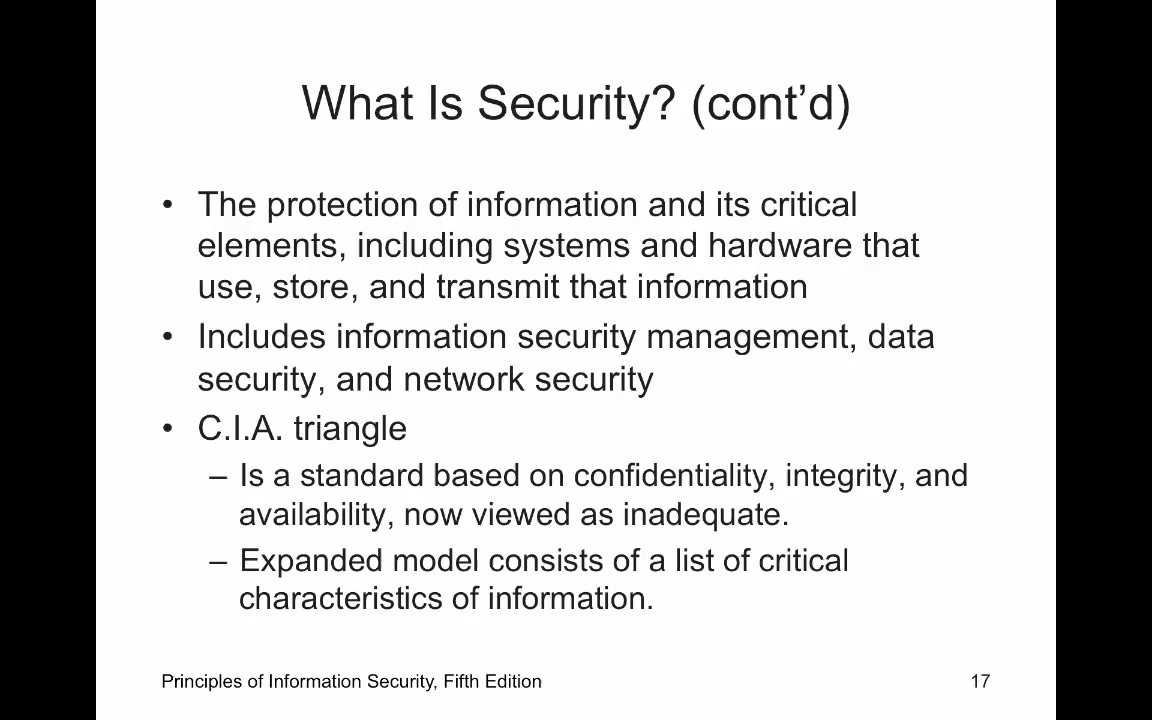 What Is Security? (cont’d)
• The protection of information and its critical
elements, including systems and hardware that
use, store, and transmit that information
• Includes information security management, data
security, and network security
• C.I.A. triangle
– Is a standard based on confidentiality, integrity, and
availability, now viewed as inadequate.
– Expanded model consists of a list of critical
characteristics of information.
Principles of Information Security, Fifth Edition
17